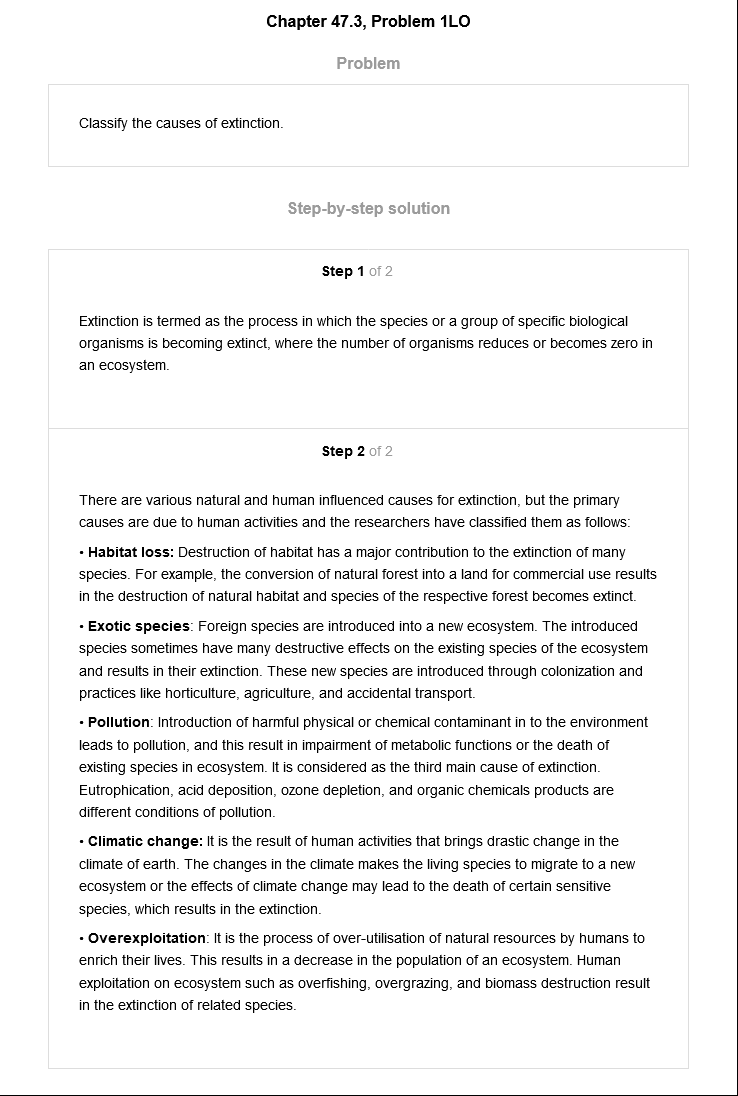 Chapter 47.3, Problem 1LO
Problem
Classify the causes of extinction.
Step-by-step solution
Step 1 of 2
Extinction is termed as the process in which the species or a group of specific biological
organisms is becoming extinct, where the number of organisms reduces or becomes zero in
an ecosystem.
Step 2 of 2
There are various natural and human influenced causes for extinction, but the primary
causes are due to human activities and the researchers have classified them as follows:
• Habitat loss: Destruction of habitat has a major contribution to the extinction of many
species. For example, the conversion of natural forest into a land for commercial use results
in the destruction of natural habitat and species of the respective forest becomes extinct.
• Exotic species: Foreign species are introduced into a new ecosystem. The introduced
species sometimes have many destructive effects on the existing species of the ecosystem
and results in their extinction. These new species are introduced through colonization and
practices like horticulture, agriculture, and accidental transport.
• Pollution: Introduction of harmful physical or chemical contaminant in to the environment
leads to pollution, and this result in impairment of metabolic functions or the death of
existing species in ecosystem. It is considered as the third main cause of extinction.
Eutrophication, acid deposition, ozone depletion, and organic chemicals products are
different conditions of pollution.
• Climatic change: It is the result of human activities that brings drastic change in the
climate of earth. The changes in the climate makes the living species to migrate to a new
ecosystem or the effects of climate change may lead to the death of certain sensitive
species, which results in the extinction.
• Overexploitation: It is the process of over-utilisation of natural resources by humans to
enrich their lives. This results in a decrease in the population of an ecosystem. Human
exploitation on ecosystem such as overfishing, overgrazing, and biomass destruction result
in the extinction of related species.